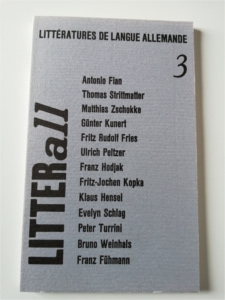 LITTÉRATURES DE LANGUE ALLEMANDE
3
Antonio Fian
Thomas Strittmatter
Matthias Zschokke
Günter Kunert
Fritz Rudolf Fries
Ulrich Peltzer
Franz Hodjak
Fritz-Jochen Kopka
Klaus Hensel
Evelyn Schlag
Peter Turrini
Bruno Weinhals
Franz Fühmann
LITTERall